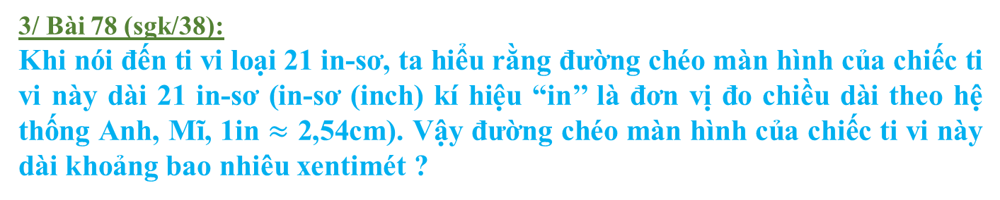 3/ Bài 78 (sgk/38):
Khi nói đến ti vi loại 21 in-sơ, ta hiểu rằng đường chéo màn hình của chiếc ti
vi này dài 21 in-sơ (in-sơ (inch) kí hiệu “in” là đơn vị đo chiều dài theo hệ
thống Anh, Mĩ, 1in ≈ 2,54cm). Vậy đường chéo màn hình của chiếc ti vi này
dài khoảng bao nhiêu xentimét ?